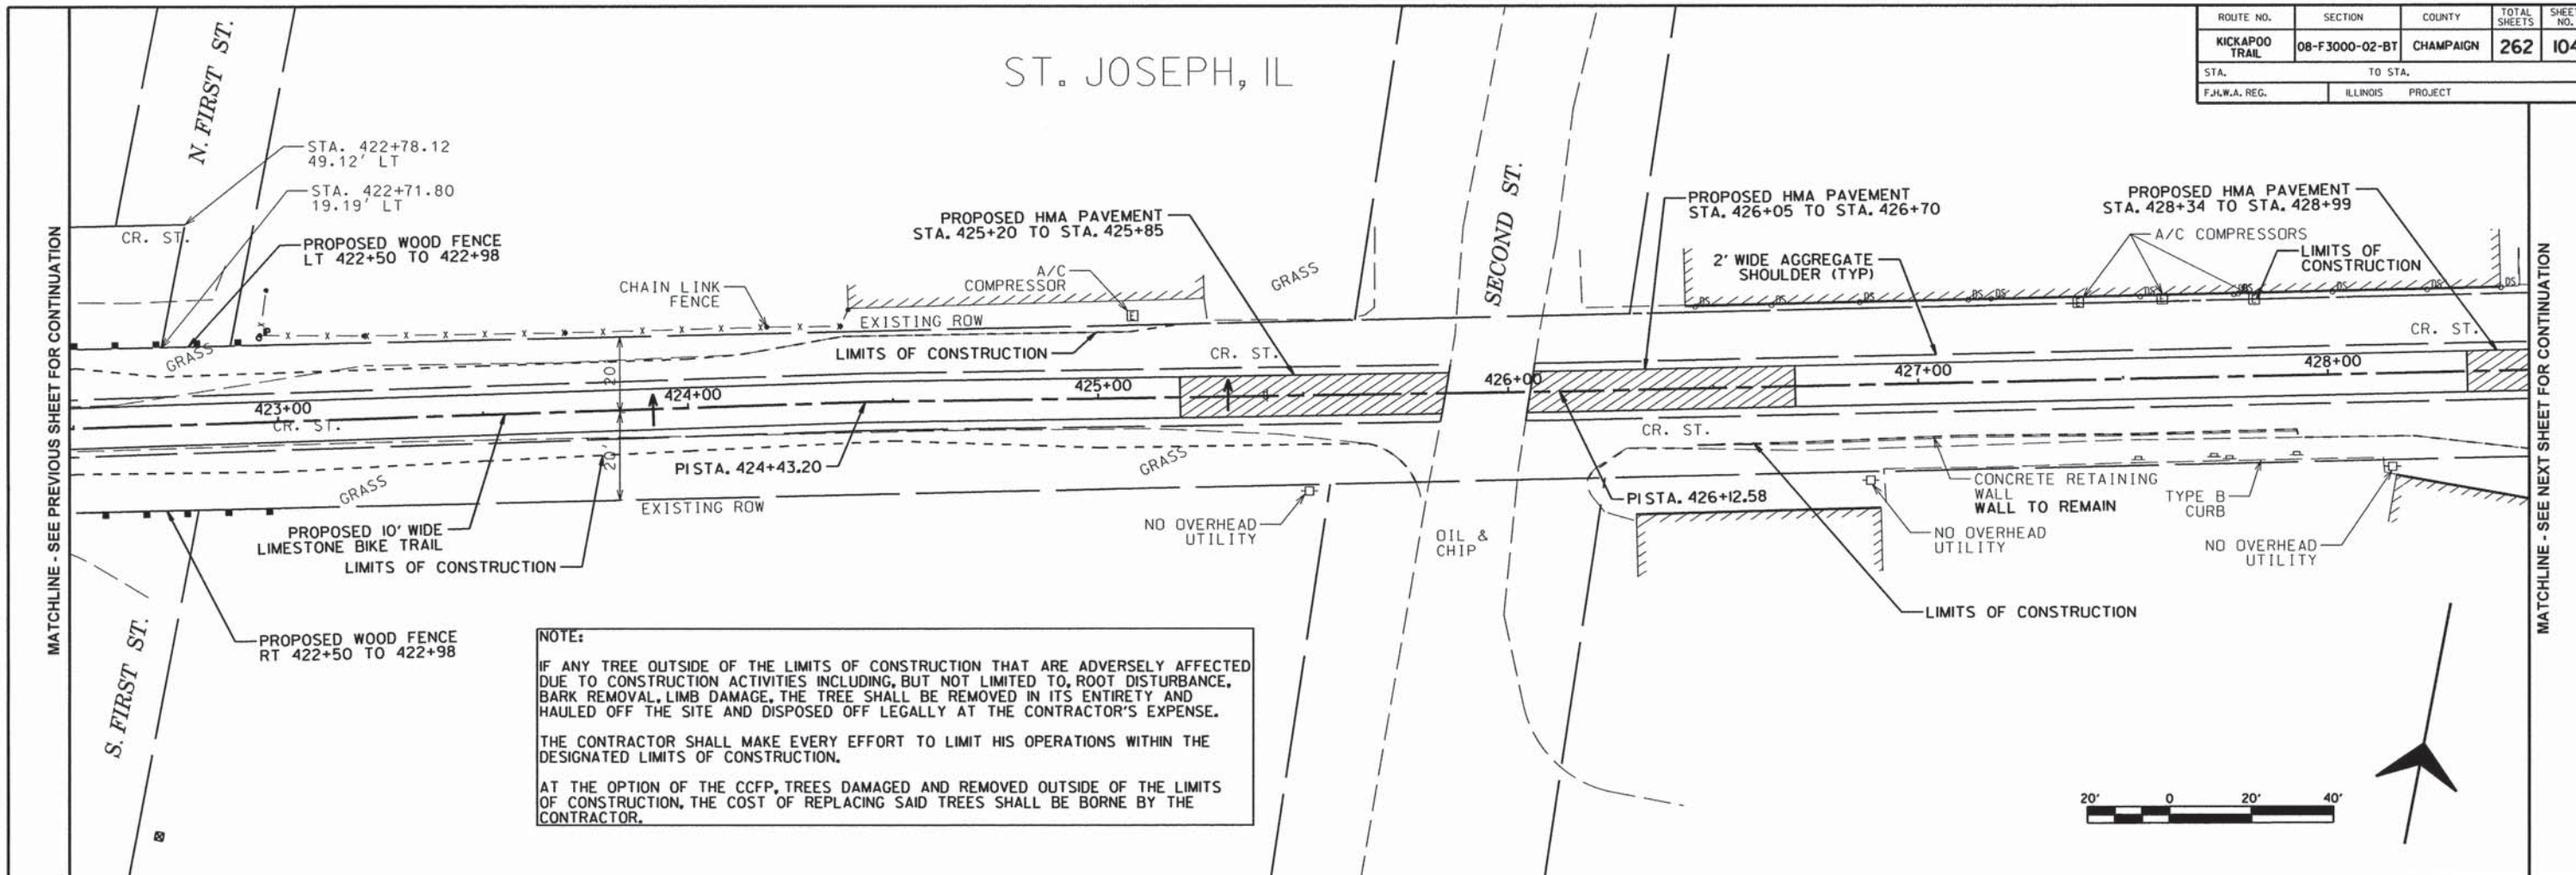 ROUTE NO. SECTION COUNTY TOTAL SHEETS SHEET NO.
KICKAPOO TRAIL 08-F3000-02-BT CHAMPAIGN 262 104
STA. TO STA.
F.H.W.A. REG. ILLINOIS PROJECT
ST. JOSEPH, IL
N. FIRST ST.
STA. 422+78.12
49.12' LT
STA. 422+71.80
19.19' LT
CR. ST.
PROPOSED WOOD FENCE
LT 422+50 TO 422+98
CHAIN LINK
FENCE
PROPOSED HMA PAVEMENT
STA. 425+20 TO STA. 425+85
A/C
COMPRESSOR
E
GRASS
SECOND ST.
PROPOSED HMA PAVEMENT
STA. 426+05 TO STA. 426+70
2' WIDE AGGREGATE
SHOULDER (TYP)
PROPOSED HMA PAVEMENT
STA. 428+34 TO STA. 428+99
A/C COMPRESSORS
LIMITS OF
CONSTRUCTION
DS DS DS DS DS E DS E DS E DS DS DS
MATCHLINE - SEE PREVIOUS SHEET FOR CONTINUATION
MATCHLINE - SEE NEXT SHEET FOR CONTINUATION
X X X X X X X X X X X X
P
EXISTING ROW
LIMITS OF CONSTRUCTION
CR. ST.
CR. ST.
GRASS
20'
423+00
424+00
425+00
426+00
427+00
428+00
CR. ST.
CR. ST.
20'
PI STA. 424+43.20
GRASS
GRASS
EXISTING ROW
PROPOSED 10' WIDE
LIMESTONE BIKE TRAIL
LIMITS OF CONSTRUCTION
NO OVERHEAD
UTILITY
OIL &
CHIP
PI STA. 426+12.58
CONCRETE RETAINING
WALL
WALL TO REMAIN
NO OVERHEAD
UTILITY
TYPE B
CURB
NO OVERHEAD
UTILITY
LIMITS OF CONSTRUCTION
PROPOSED WOOD FENCE
RT 422+50 TO 422+98
S. FIRST ST.
NOTE:
IF ANY TREE OUTSIDE OF THE LIMITS OF CONSTRUCTION THAT ARE ADVERSELY AFFECTED
DUE TO CONSTRUCTION ACTIVITIES INCLUDING, BUT NOT LIMITED TO, ROOT DISTURBANCE,
BARK REMOVAL, LIMB DAMAGE, THE TREE SHALL BE REMOVED IN ITS ENTIRETY AND
HAULED OFF THE SITE AND DISPOSED OFF LEGALLY AT THE CONTRACTOR'S EXPENSE.
THE CONTRACTOR SHALL MAKE EVERY EFFORT TO LIMIT HIS OPERATIONS WITHIN THE
DESIGNATED LIMITS OF CONSTRUCTION.
AT THE OPTION OF THE CCFP, TREES DAMAGED AND REMOVED OUTSIDE OF THE LIMITS
OF CONSTRUCTION, THE COST OF REPLACING SAID TREES SHALL BE BORNE BY THE
CONTRACTOR.
20' 0 20' 40'